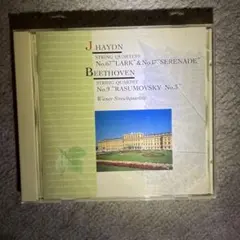 J. HAYDN
STRING QUARTETS
No.67 "LARK" & No.17 "SERENADE"
BEETHOVEN
STRING QUARTET
No.9 "RASUMOVSKY No.3"
Wiener Streichquartett